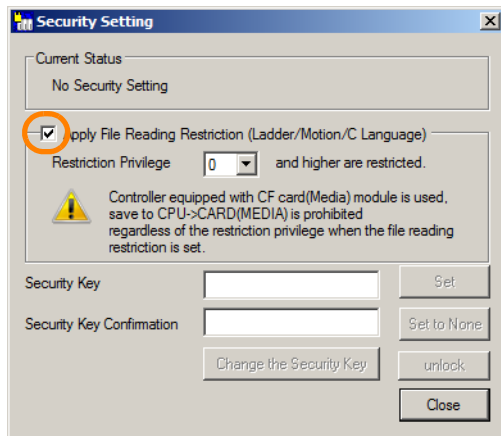 Security Setting
Current Status
No Security Setting
Apply File Reading Restriction (Ladder/Motion/C Language)
Restriction Privilege 0 and higher are restricted.
Controller equipped with CF card(Media) module is used,
save to CPU->CARD(MEDIA) is prohibited
regardless of the restriction privilege when the file reading
restriction is set.
Security Key Set
Security Key Confirmation Set to None
Change the Security Key unlock
Close